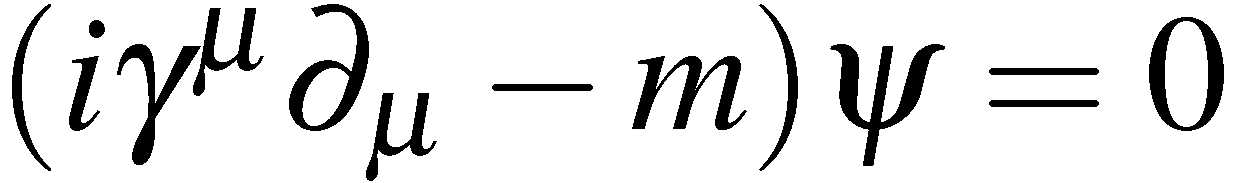 (iγ^μ ∂_μ − m) ψ = 0